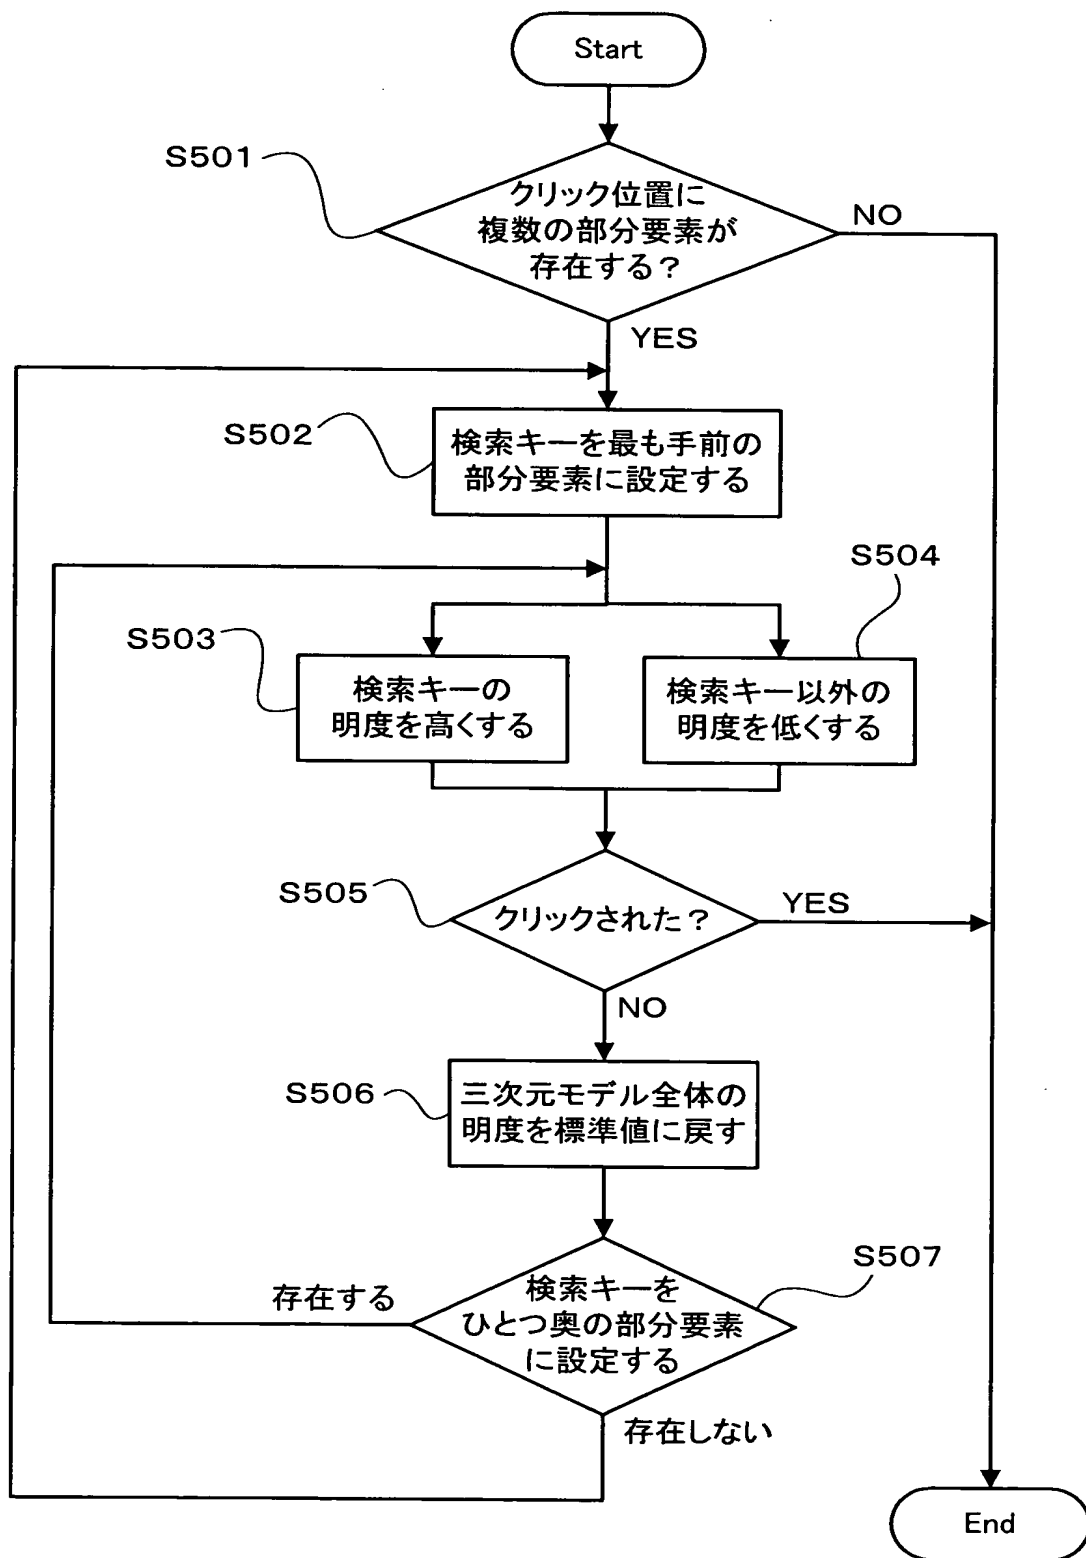 Start
S501
クリック位置に
複数の部分要素が
存在する？
NO
YES
S502
検索キーを最も手前の
部分要素に設定する
S504
S503
検索キーの
明度を高くする
検索キー以外の
明度を低くする
S505
クリックされた？
YES
NO
S506
三次元モデル全体の
明度を標準値に戻す
S507
存在する
検索キーを
ひとつ奥の部分要素
に設定する
存在しない
End